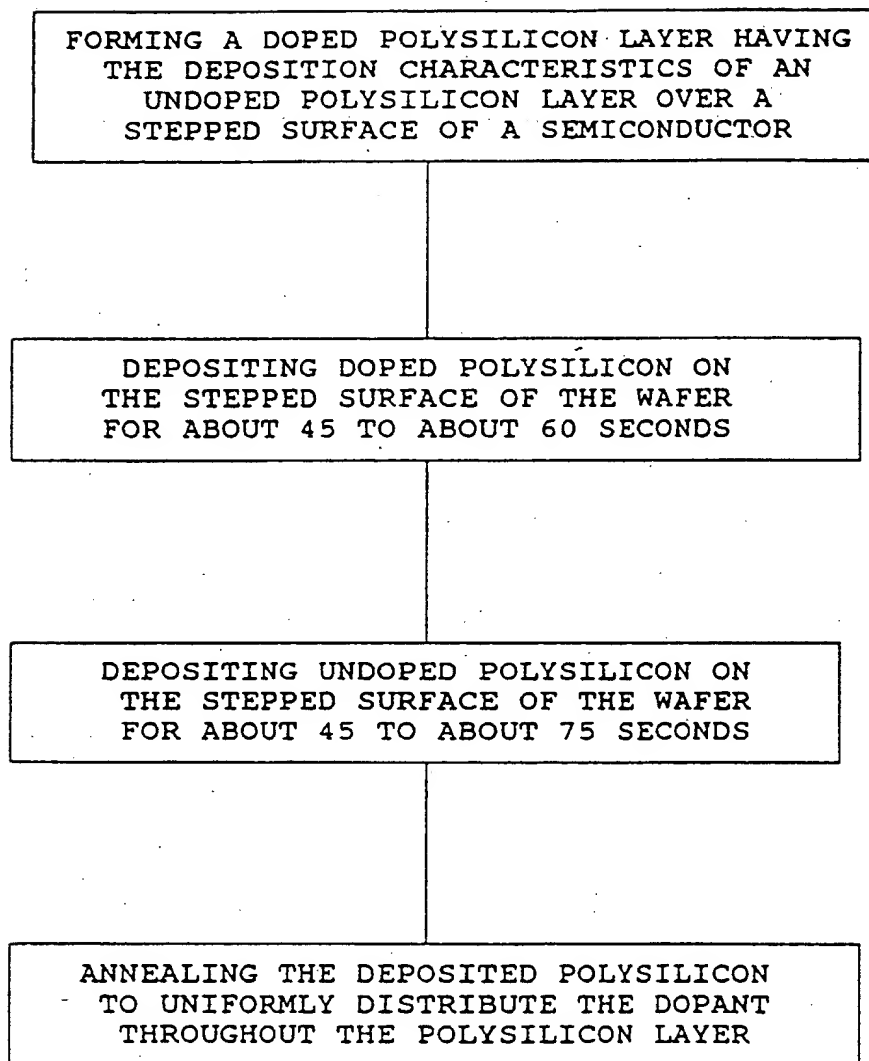 FORMING A DOPED POLYSILICON LAYER HAVING
THE DEPOSITION CHARACTERISTICS OF AN
UNDOPED POLYSILICON LAYER OVER A
STEPPED SURFACE OF A SEMICONDUCTOR
DEPOSITING DOPED POLYSILICON ON
THE STEPPED SURFACE OF THE WAFER
FOR ABOUT 45 TO ABOUT 60 SECONDS
DEPOSITING UNDOPED POLYSILICON ON
THE STEPPED SURFACE OF THE WAFER
FOR ABOUT 45 TO ABOUT 75 SECONDS
ANNEALING THE DEPOSITED POLYSILICON
TO UNIFORMLY DISTRIBUTE THE DOPANT
THROUGHOUT THE POLYSILICON LAYER